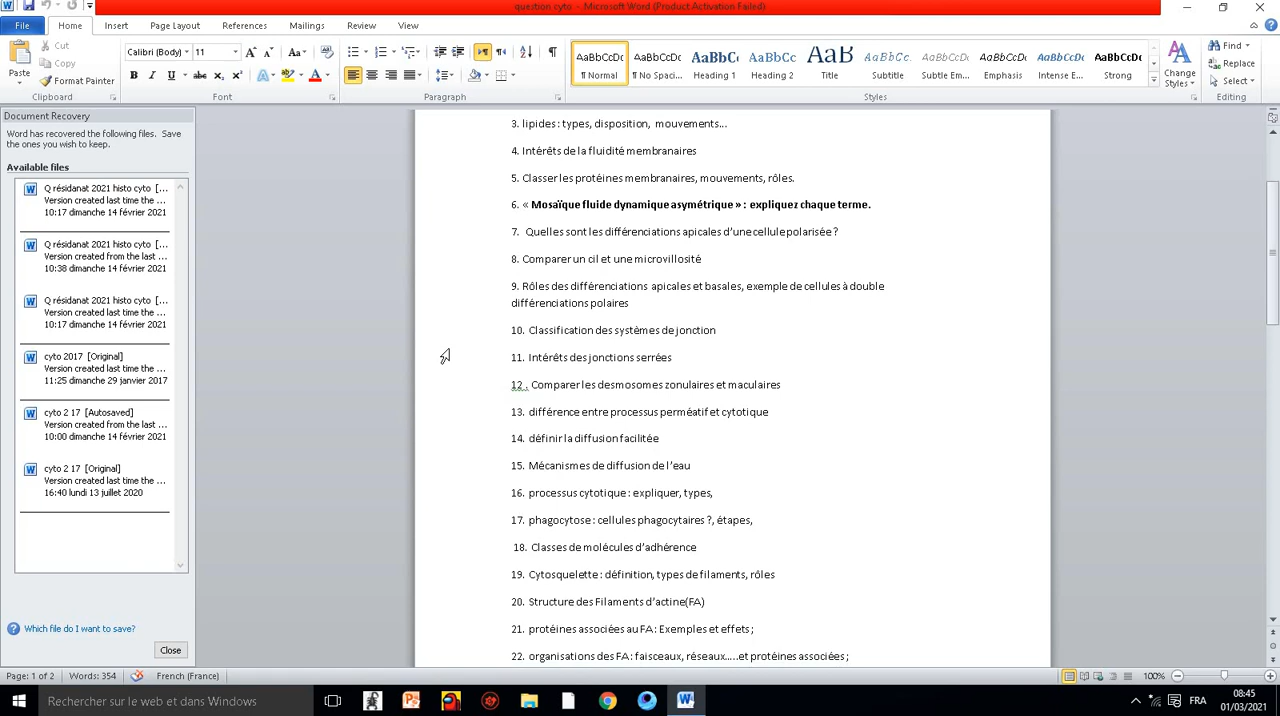 question cyto - Microsoft Word (Product Activation Failed)
File Home Insert Page Layout References Mailings Review View
Paste
Cut
Copy
Format Painter
Clipboard
Calibri (Body) 11
Font
Paragraph
AaBbCcDc AaBbCcDc AaBbCc AaBbCc AaB AaBbCcI AaBbCcDc AaBbCcDc AaBbCcDc AaBbCcDc
¶ Normal ¶ No Spaci... Heading 1 Heading 2 Title Subtitle Subtle Em... Emphasis Intense E... Strong
Change Styles
Styles
Find
Replace
Select
Editing
Document Recovery
Word has recovered the following files. Save
the ones you wish to keep.
Available files
Q résidanat 2021 histo cyto [...
Version created last time the ...
10:17 dimanche 14 février 2021
Q résidanat 2021 histo cyto [...
Version created from the last ...
10:38 dimanche 14 février 2021
Q résidanat 2021 histo cyto [...
Version created last time the ...
10:17 dimanche 14 février 2021
cyto 2017 [Original]
Version created last time the ...
11:25 dimanche 29 janvier 2017
cyto 2 17 [Autosaved]
Version created from the last ...
10:00 dimanche 14 février 2021
cyto 2 17 [Original]
Version created last time the ...
16:40 lundi 13 juillet 2020
Which file do I want to save?
Close
3. lipides : types, disposition, mouvements...
4. Intérêts de la fluidité membranaires
5. Classer les protéines membranaires, mouvements, rôles.
6. « Mosaïque fluide dynamique asymétrique » : expliquez chaque terme.
7. Quelles sont les différenciations apicales d'une cellule polarisée ?
8. Comparer un cil et une microvillosité
9. Rôles des différenciations apicales et basales, exemple de cellules à double
différenciations polaires
10. Classification des systèmes de jonction
11. Intérêts des jonctions serrées
12 . Comparer les desmosomes zonulaires et maculaires
13. différence entre processus perméatif et cytotique
14. définir la diffusion facilitée
15. Mécanismes de diffusion de l'eau
16. processus cytotique : expliquer, types,
17. phagocytose : cellules phagocytaires ?, étapes,
18. Classes de molécules d'adhérence
19. Cytosquelette : définition, types de filaments, rôles
20. Structure des Filaments d'actine(FA)
21. protéines associées au FA : Exemples et effets ;
22. organisations des FA : faisceaux, réseaux.....et protéines associées ;
Page: 1 of 2 Words: 354 French (France) 100%
Rechercher sur le web et dans Windows
FRA
08:45
01/03/2021